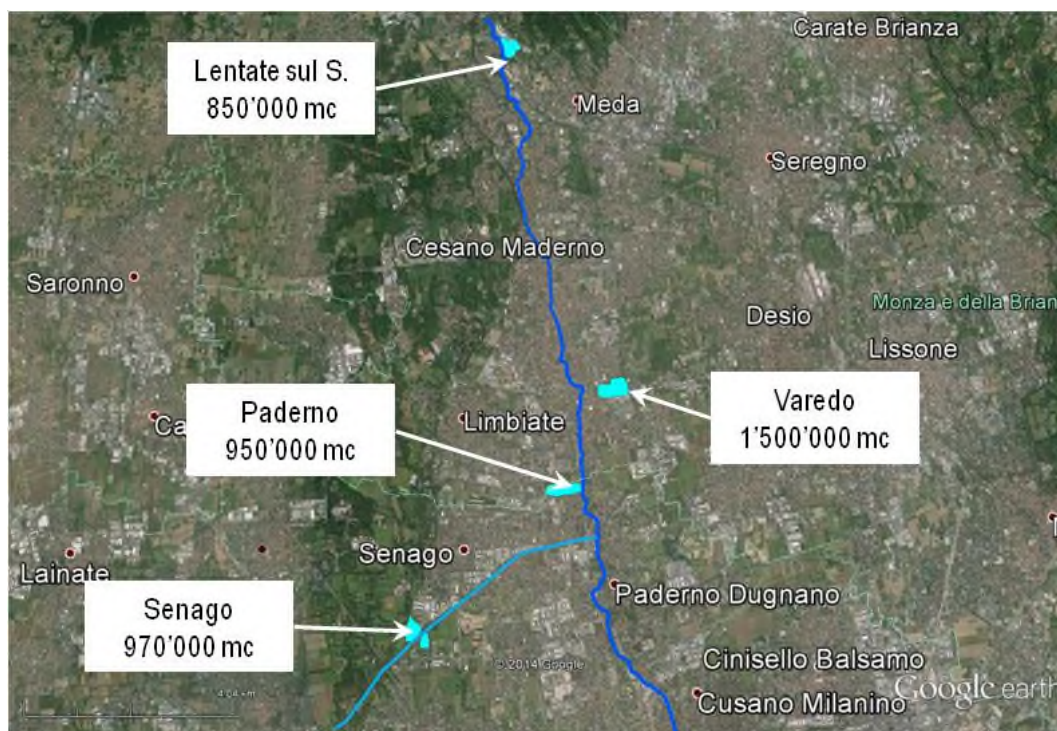 Carate Brianza
Lentate sul S.
850'000 mc
Meda
Seregno
Cesano Maderno
Saronno
Monza e della Brian
Desio
Lissone
Paderno
950'000 mc
Varedo
1'500'000 mc
Ca
Limbiate
Senago
Lainate
Paderno Dugnano
Senago
970'000 mc
© 2014 Google
Cinisello Balsamo
Google earth
Cusano Milanino